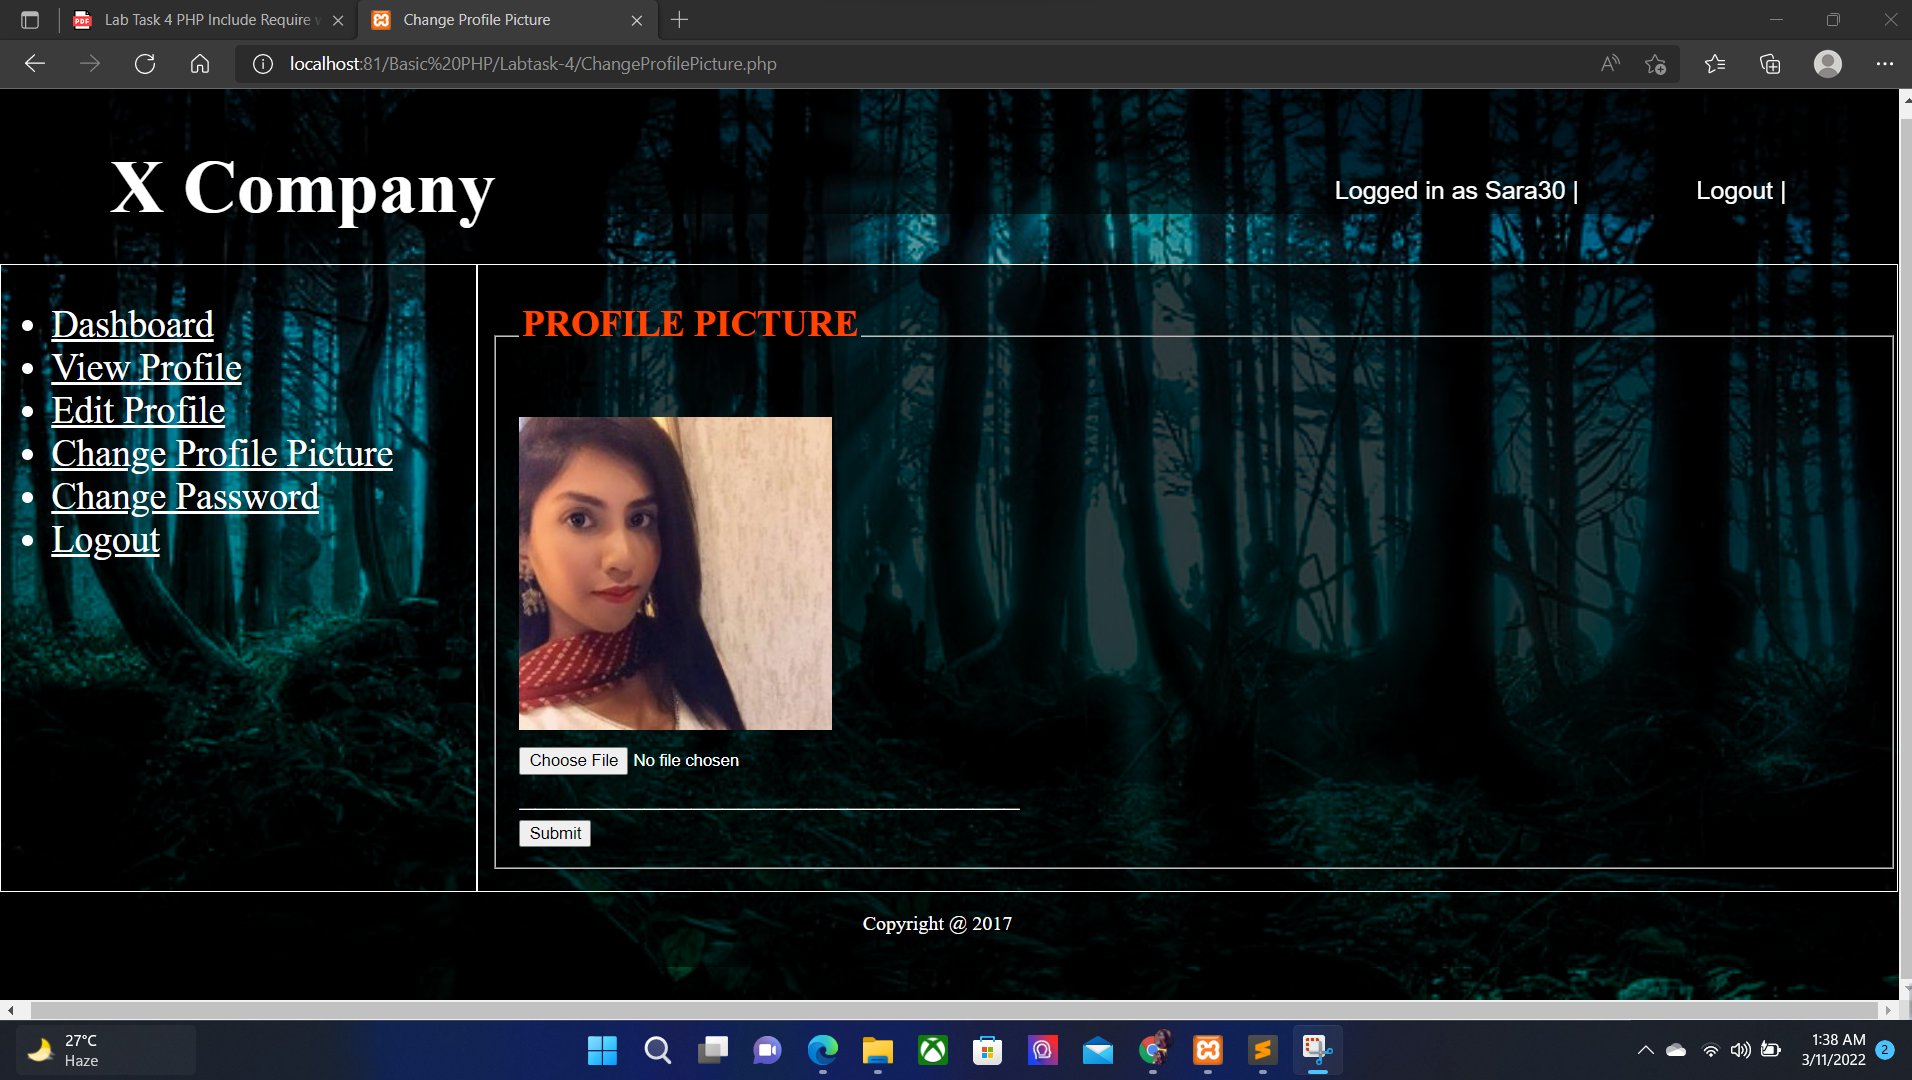 Lab Task 4 PHP Include Require
Change Profile Picture
localhost:81/Basic%20PHP/Labtask-4/ChangeProfilePicture.php
X Company
Logged in as Sara30 |
Logout |
Dashboard
View Profile
Edit Profile
Change Profile Picture
Change Password
Logout
PROFILE PICTURE
Choose File No file chosen
Submit
Copyright @ 2017
27°C
Haze
1:38 AM
3/11/2022
2